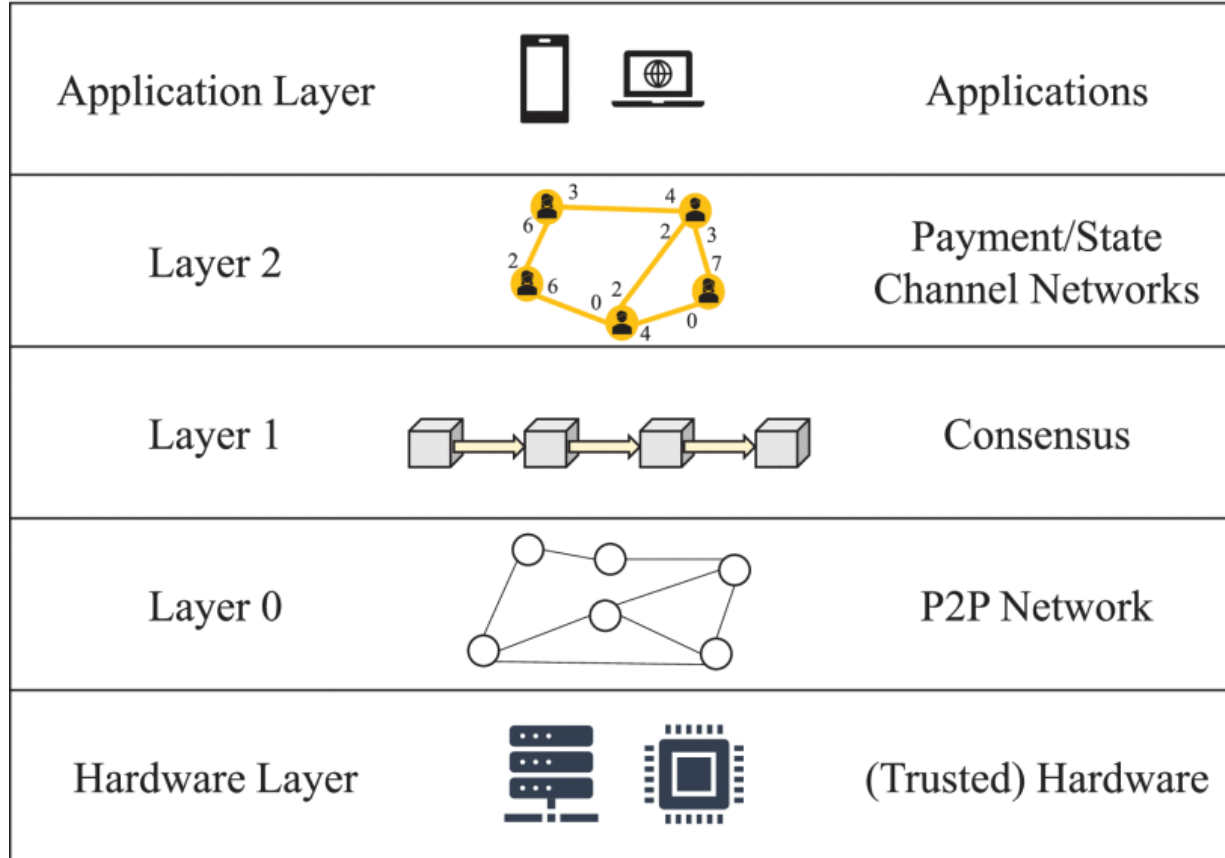 Application Layer
Applications
3
4
6
2
3
Layer 2
Payment/State
Channel Networks
2
7
6
2
0
0
4
Layer 1
Consensus
Layer 0
P2P Network
Hardware Layer
(Trusted) Hardware